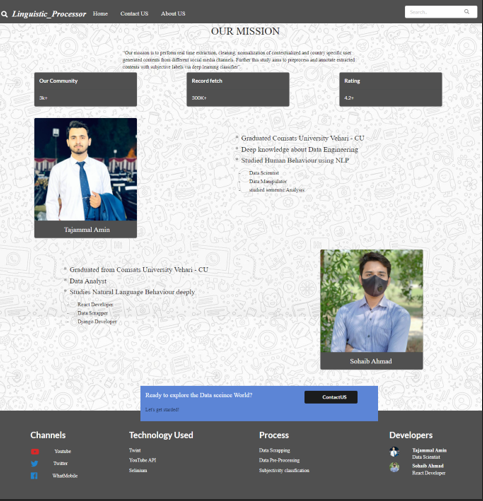 Linguistic_Processor Home Contact US About US Search
OUR MISSION
"Our mission is to perform real time extraction, cleaning, normalization of contextualized and country specific user
generated contents from different social media channels. Further this study aims to preprocess and annotate extracted
contents with subjective labels via deep learning classifier."
Our Community
3k+
Record fetch
300K+
Rating
4.2+
Tajammal Amin
* Graduated Comsats University Vehari - CU
* Deep knowledge about Data Engineering
* Studied Human Behaviour using NLP
- Data Scientist
- Data Manupulator
- studied sentiment Analysis
* Graduated from Comsats University Vehari - CU
* Data Analyst
* Studies Natural Language Behaviour deeply
- React Developer
- Data Scrapper
- Django Developer
Sohaib Ahmad
Ready to explore the Data sceince World?
Let's get started!
ContactUS
Channels
Youtube
Twitter
WhatMobile
Technology Used
Twint
YouTube API
Selenium
Process
Data Scrapping
Data Pre-Processing
Subjectivity classification
Developers
Tajammal Amin
Data Scientist
Sohaib Ahmad
React Developer